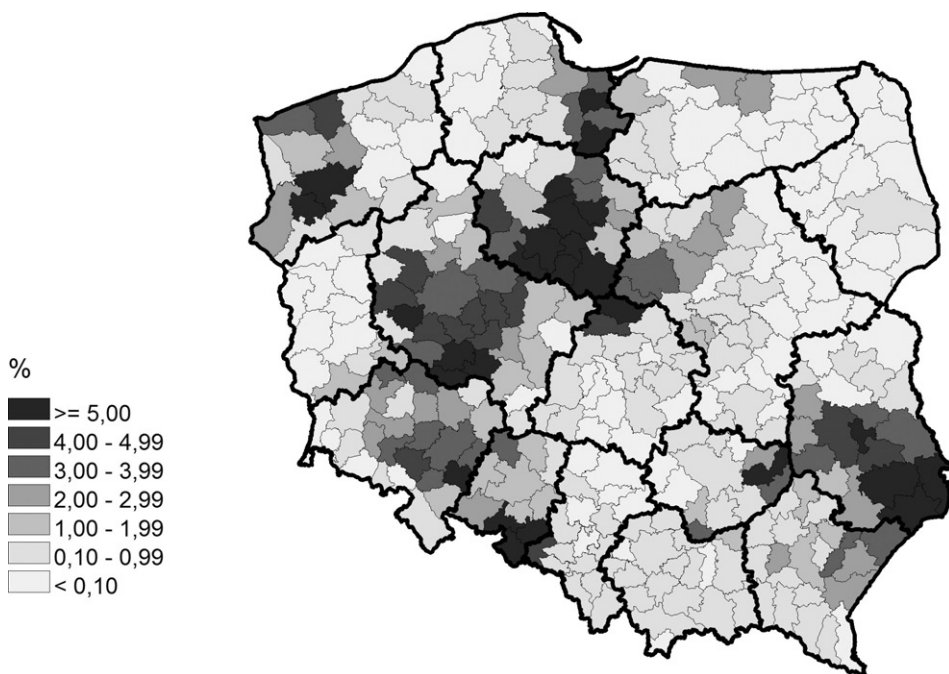 %
>= 5,00
4,00 - 4,99
3,00 - 3,99
2,00 - 2,99
1,00 - 1,99
0,10 - 0,99
< 0,10